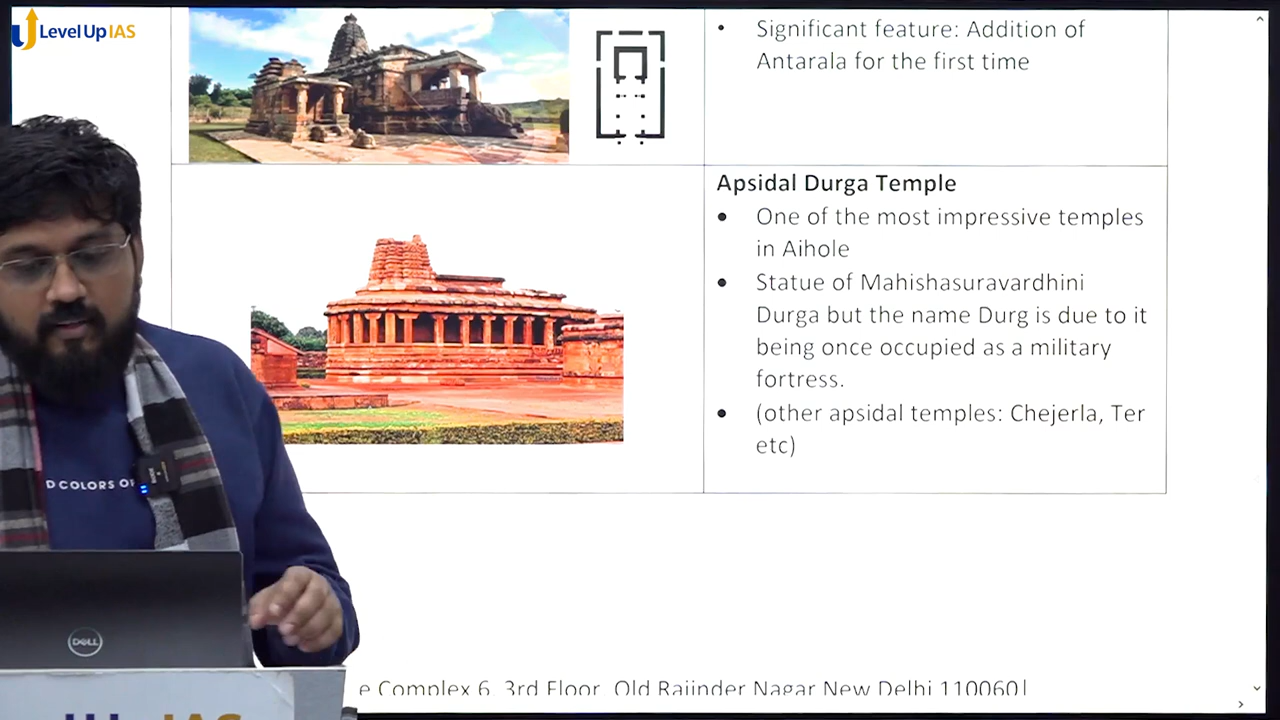 Level Up IAS
• Significant feature: Addition of
Antarala for the first time
Apsidal Durga Temple
• One of the most impressive temples
in Aihole
• Statue of Mahishasuravardhini
Durga but the name Durg is due to it
being once occupied as a military
fortress.
• (other apsidal temples: Chejerla, Ter
etc)
D COLORS OF
DELL
e Complex 6, 3rd Floor, Old Rajinder Nagar New Delhi 110060|
IAS